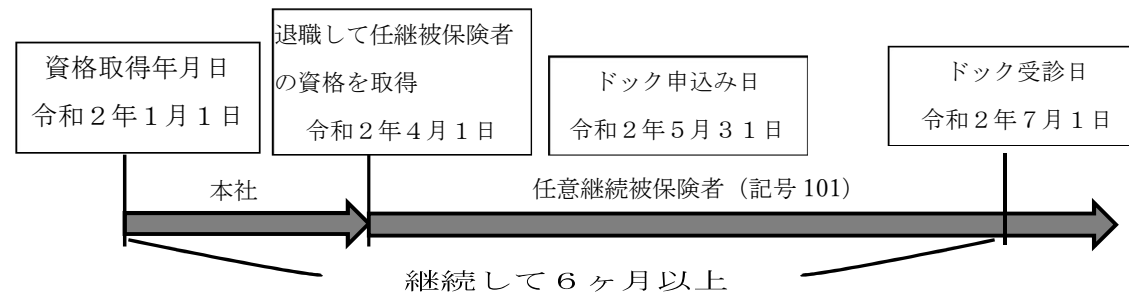 資格取得年月日
令和２年１月１日
退職して任継被保険者
の資格を取得
令和２年４月１日
ドック申込み日
令和２年５月３１日
ドック受診日
令和２年７月１日
本社
任意継続被保険者（記号 101）
継続して６ヶ月以上